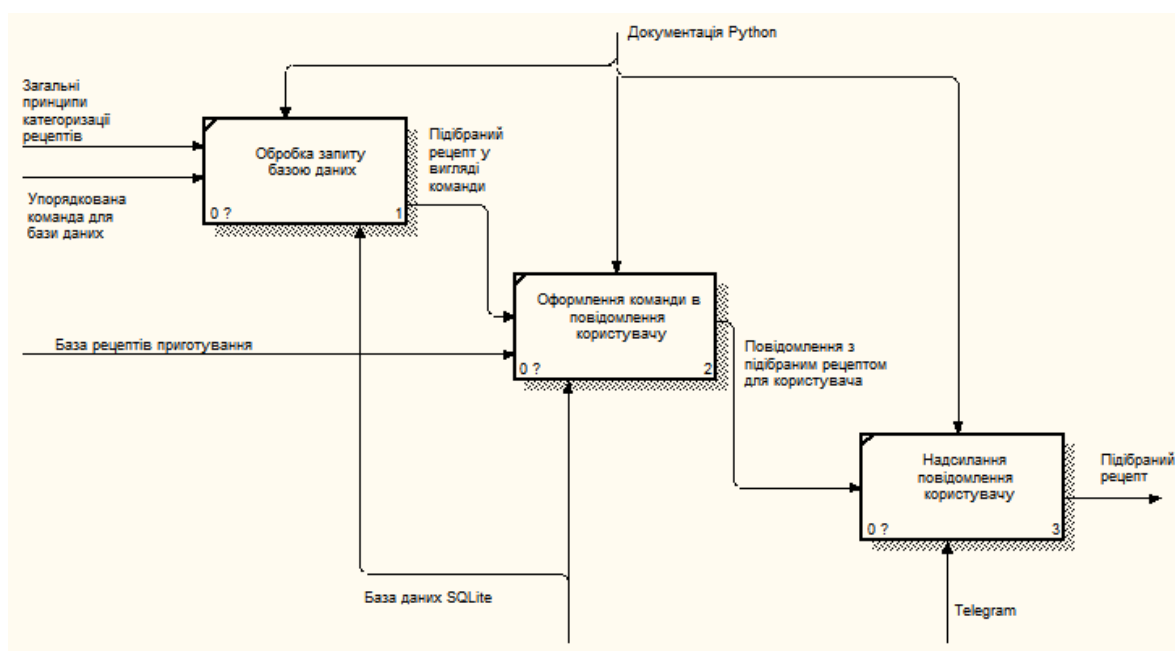 Документація Python
Загальні
принципи
категоризації
рецептів
Обробка запиту
базою даних
0 ?
1
Підібраний
рецепт у
вигляді
команди
Упорядкована
команда для
бази даних
Оформлення команди в
повідомлення
користувачу
0 ?
2
База рецептів приготування
Повідомлення з
підібраним рецептом
для користувача
Надсилання
повідомлення
користувачу
0 ?
3
Підібраний
рецепт
База даних SQLite
Telegram